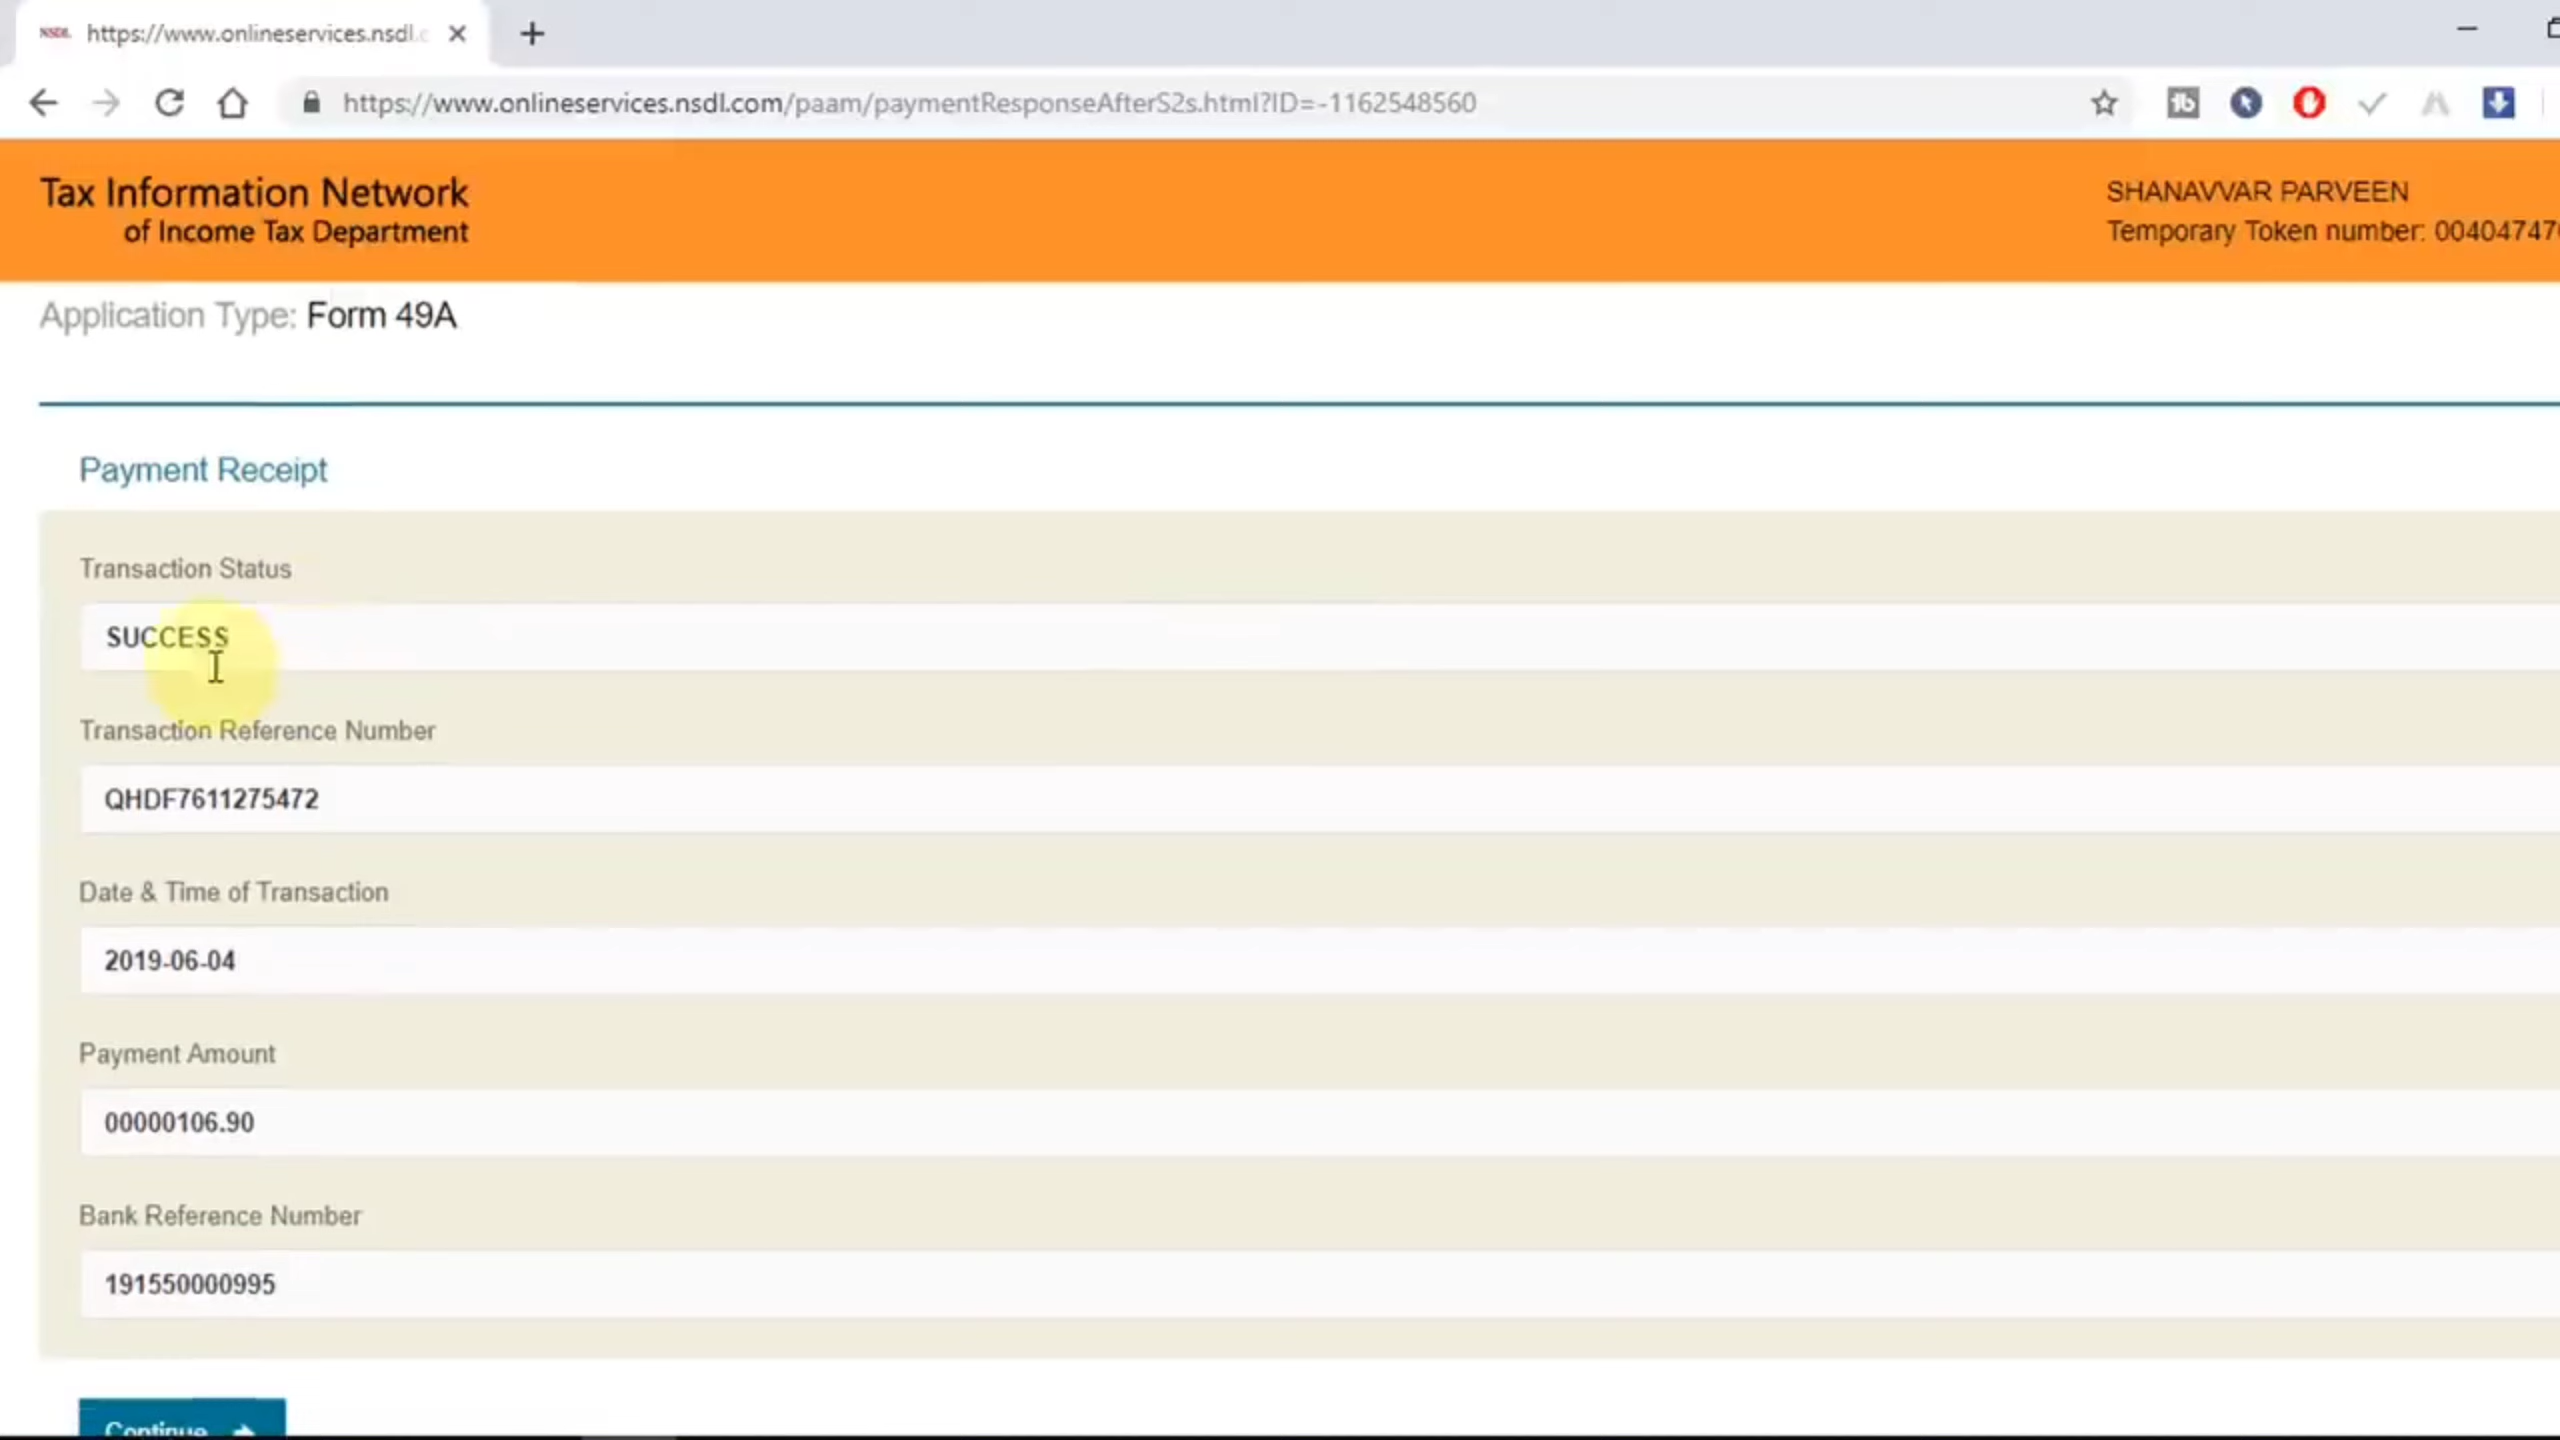 NSDL https://www.onlineservices.nsdl.c
https://www.onlineservices.nsdl.com/paam/paymentResponseAfterS2s.html?ID=-1162548560
Tax Information Network
of Income Tax Department
SHANAVVAR PARVEEN
Temporary Token number: 00404747
Application Type: Form 49A
Payment Receipt
Transaction Status
SUCCESS
Transaction Reference Number
QHDF7611275472
Date & Time of Transaction
2019-06-04
Payment Amount
00000106.90
Bank Reference Number
191550000995
Continue